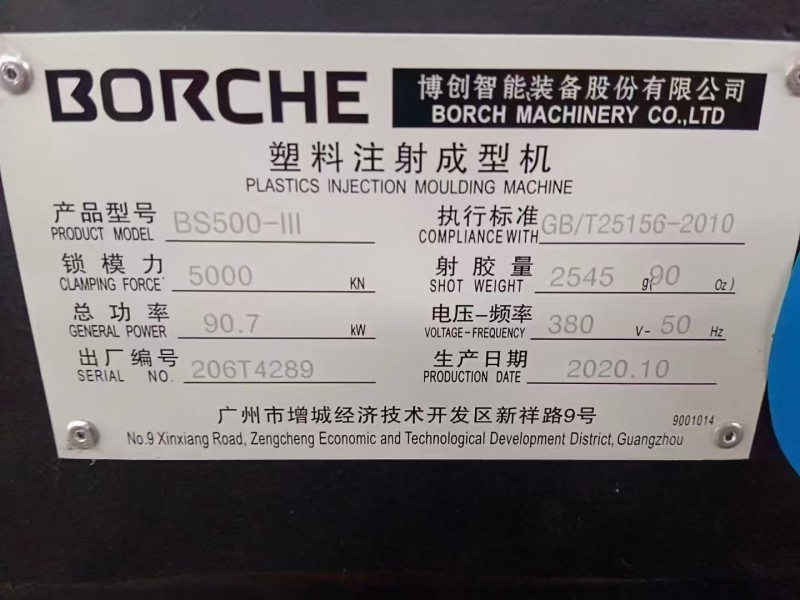 BORCHE
博创智能装备股份有限公司
BORCH MACHINERY CO.,LTD
塑料注射成型机
PLASTICS INJECTION MOULDING MACHINE
产品型号 BS500-III 执行标准 GB/T25156-2010
PRODUCT MODEL COMPLIANCE WITH
锁模力 5000 KN 射胶量 2545 g( 90 Oz)
CLAMPING FORCE SHOT WEIGHT
总功率 90.7 kW 电压-频率 380 V- 50 Hz
GENERAL POWER VOLTAGE-FREQUENCY
出厂编号 206T4289 生产日期 2020.10
SERIAL NO. PRODUCTION DATE
广州市增城经济技术开发区新祥路9号 9001014
No.9 Xinxiang Road, Zengcheng Economic and Technological Development District, Guangzhou